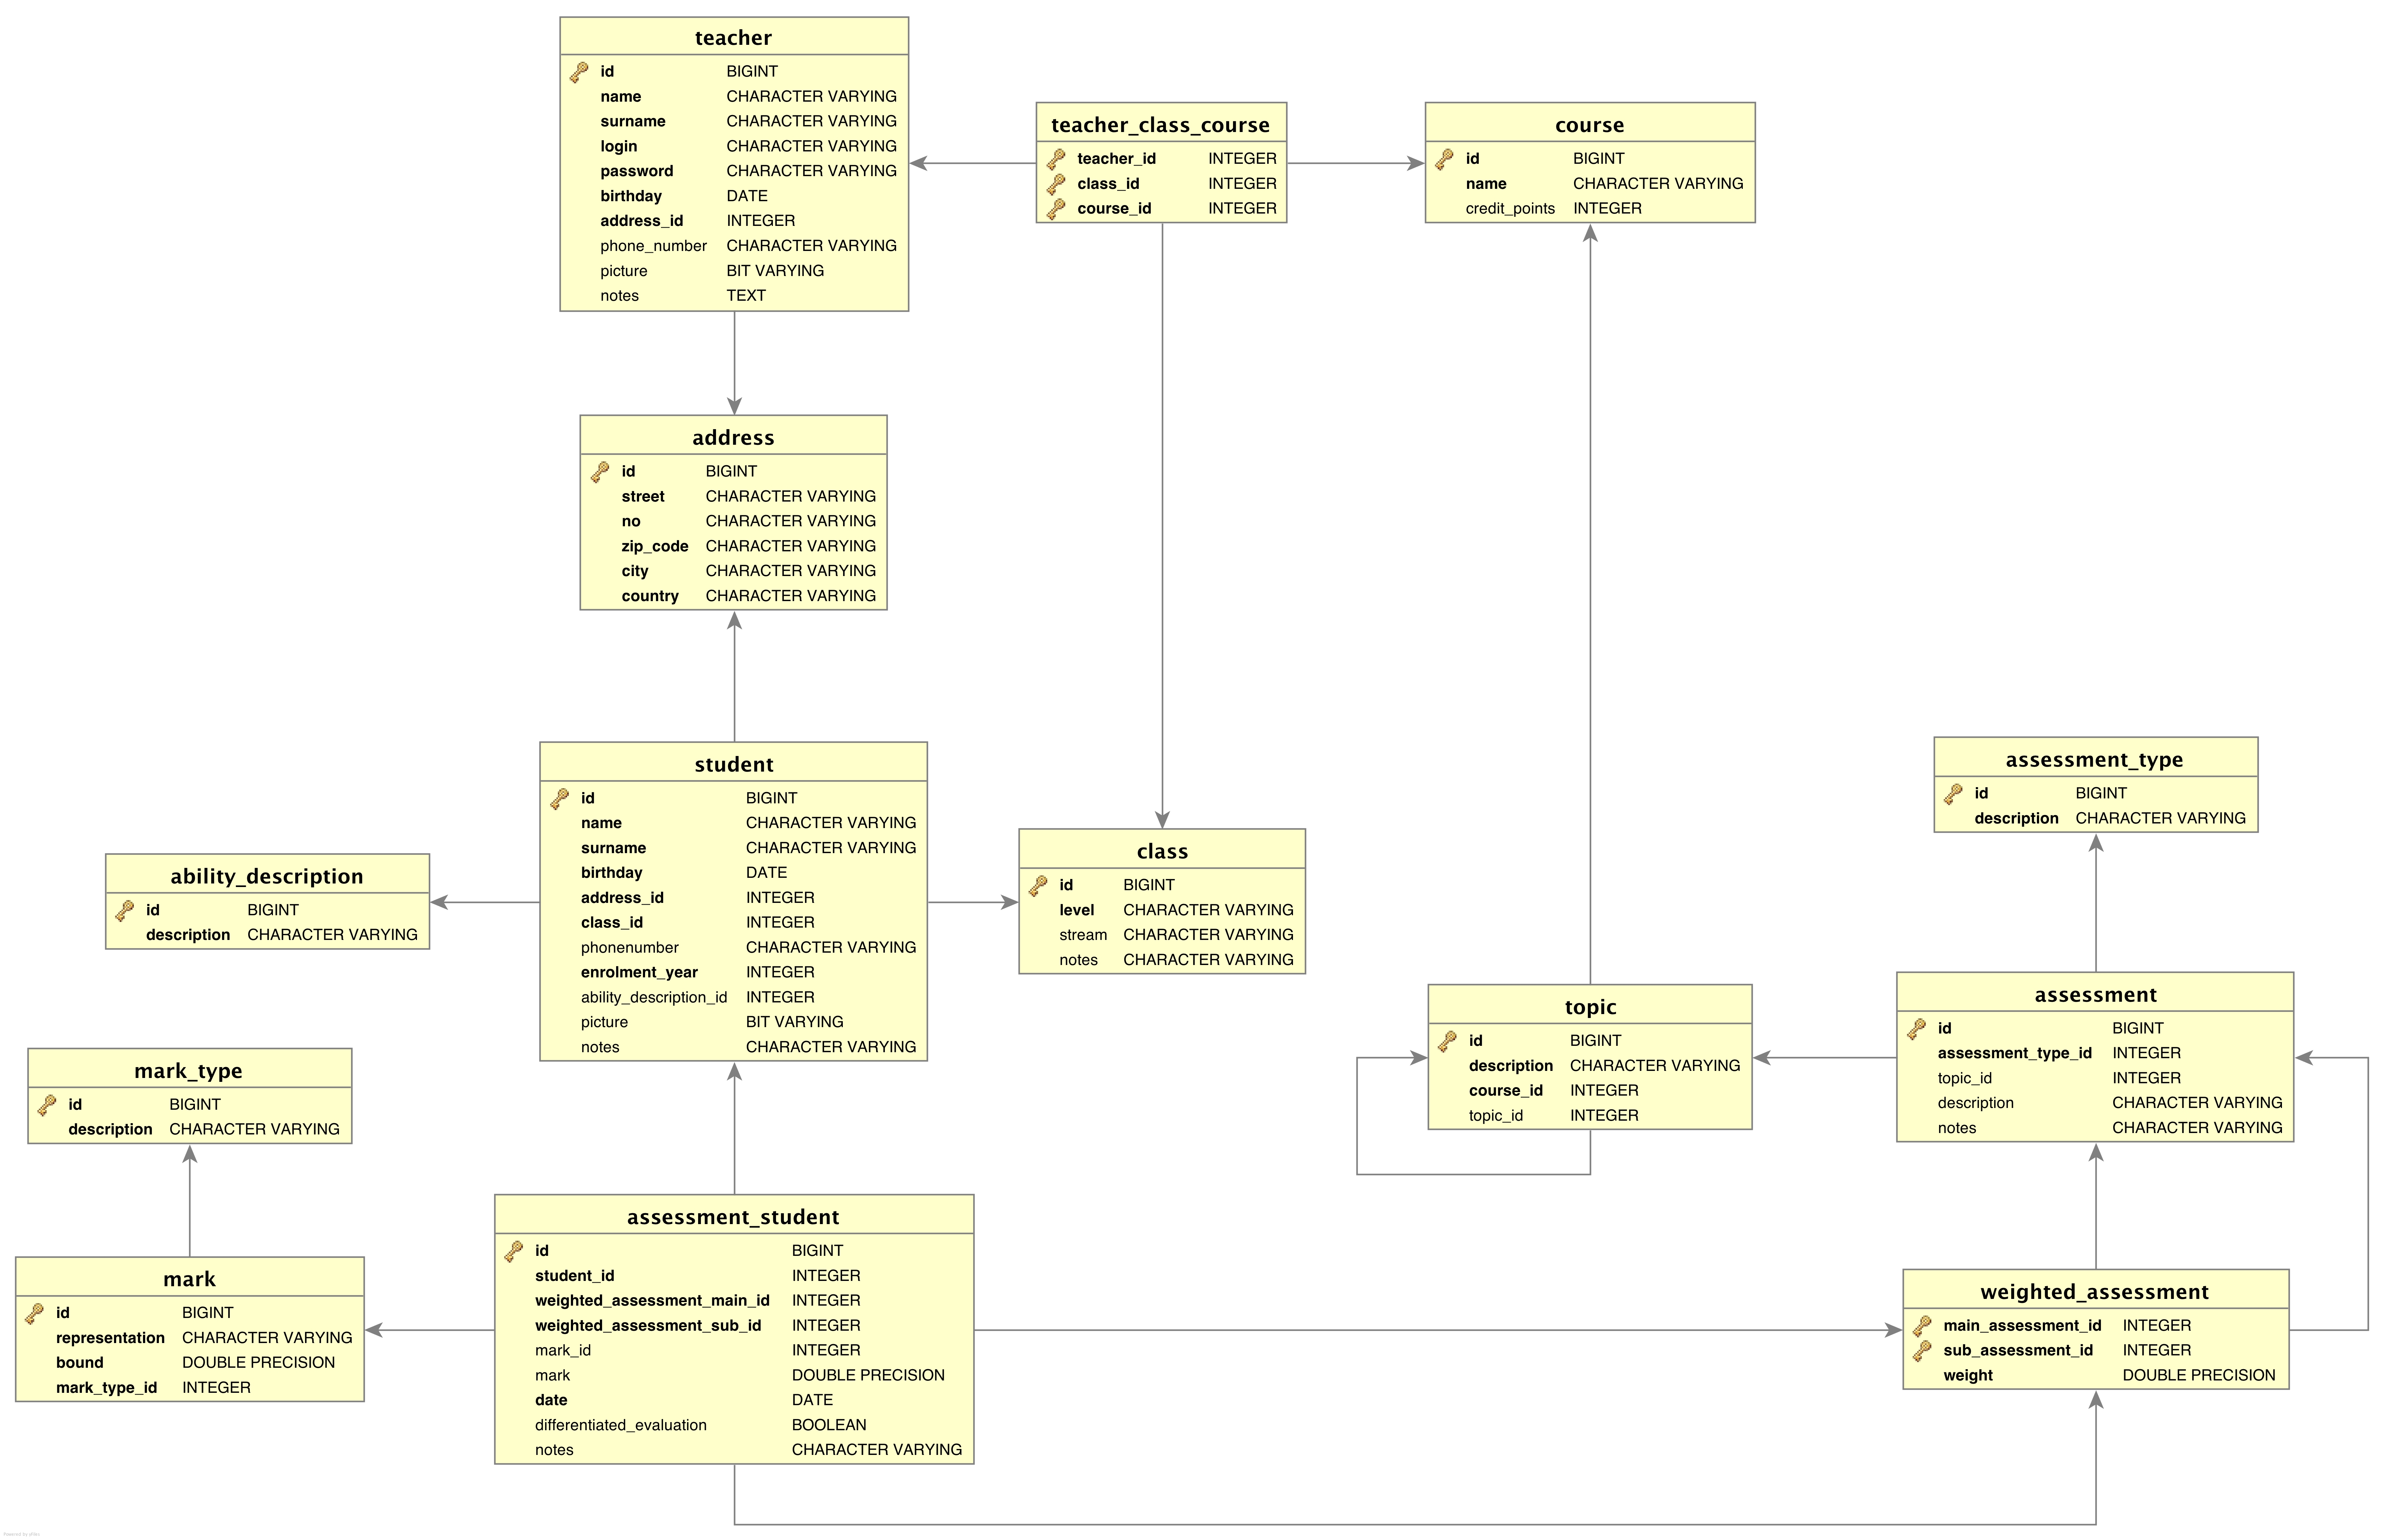 teacher
id BIGINT
name CHARACTER VARYING
surname CHARACTER VARYING
login CHARACTER VARYING
password CHARACTER VARYING
birthday DATE
address_id INTEGER
phone_number CHARACTER VARYING
picture BIT VARYING
notes TEXT
teacher_class_course
teacher_id INTEGER
class_id INTEGER
course_id INTEGER
course
id BIGINT
name CHARACTER VARYING
credit_points INTEGER
address
id BIGINT
street CHARACTER VARYING
no CHARACTER VARYING
zip_code CHARACTER VARYING
city CHARACTER VARYING
country CHARACTER VARYING
student
id BIGINT
name CHARACTER VARYING
surname CHARACTER VARYING
birthday DATE
address_id INTEGER
class_id INTEGER
phonenumber CHARACTER VARYING
enrolment_year INTEGER
ability_description_id INTEGER
picture BIT VARYING
notes CHARACTER VARYING
assessment_type
id BIGINT
description CHARACTER VARYING
class
id BIGINT
level CHARACTER VARYING
stream CHARACTER VARYING
notes CHARACTER VARYING
ability_description
id BIGINT
description CHARACTER VARYING
topic
id BIGINT
description CHARACTER VARYING
course_id INTEGER
topic_id INTEGER
assessment
id BIGINT
assessment_type_id INTEGER
topic_id INTEGER
description CHARACTER VARYING
notes CHARACTER VARYING
mark_type
id BIGINT
description CHARACTER VARYING
assessment_student
id BIGINT
student_id INTEGER
weighted_assessment_main_id INTEGER
weighted_assessment_sub_id INTEGER
mark_id INTEGER
mark DOUBLE PRECISION
date DATE
differentiated_evaluation BOOLEAN
notes CHARACTER VARYING
mark
id BIGINT
representation CHARACTER VARYING
bound DOUBLE PRECISION
mark_type_id INTEGER
weighted_assessment
main_assessment_id INTEGER
sub_assessment_id INTEGER
weight DOUBLE PRECISION
Powered by yFiles